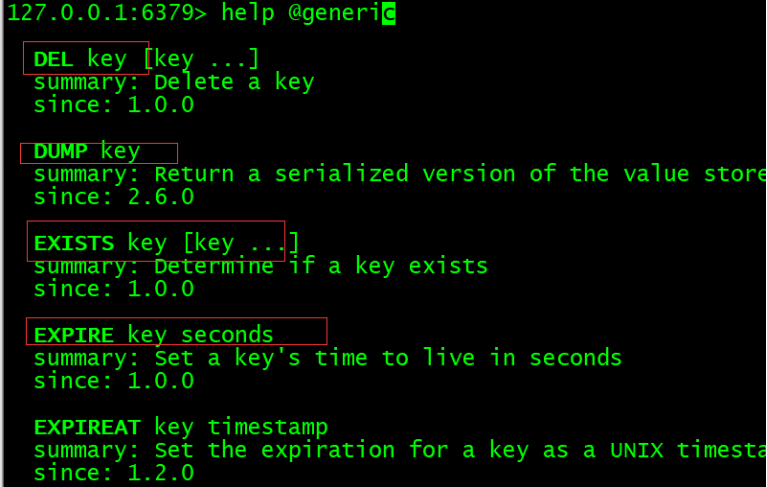 127.0.0.1:6379> help @generic
DEL key [key ...]
summary: Delete a key
since: 1.0.0
DUMP key
summary: Return a serialized version of the value store
since: 2.6.0
EXISTS key [key ...]
summary: Determine if a key exists
since: 1.0.0
EXPIRE key seconds
summary: Set a key's time to live in seconds
since: 1.0.0
EXPIREAT key timestamp
summary: Set the expiration for a key as a UNIX timesta
since: 1.2.0